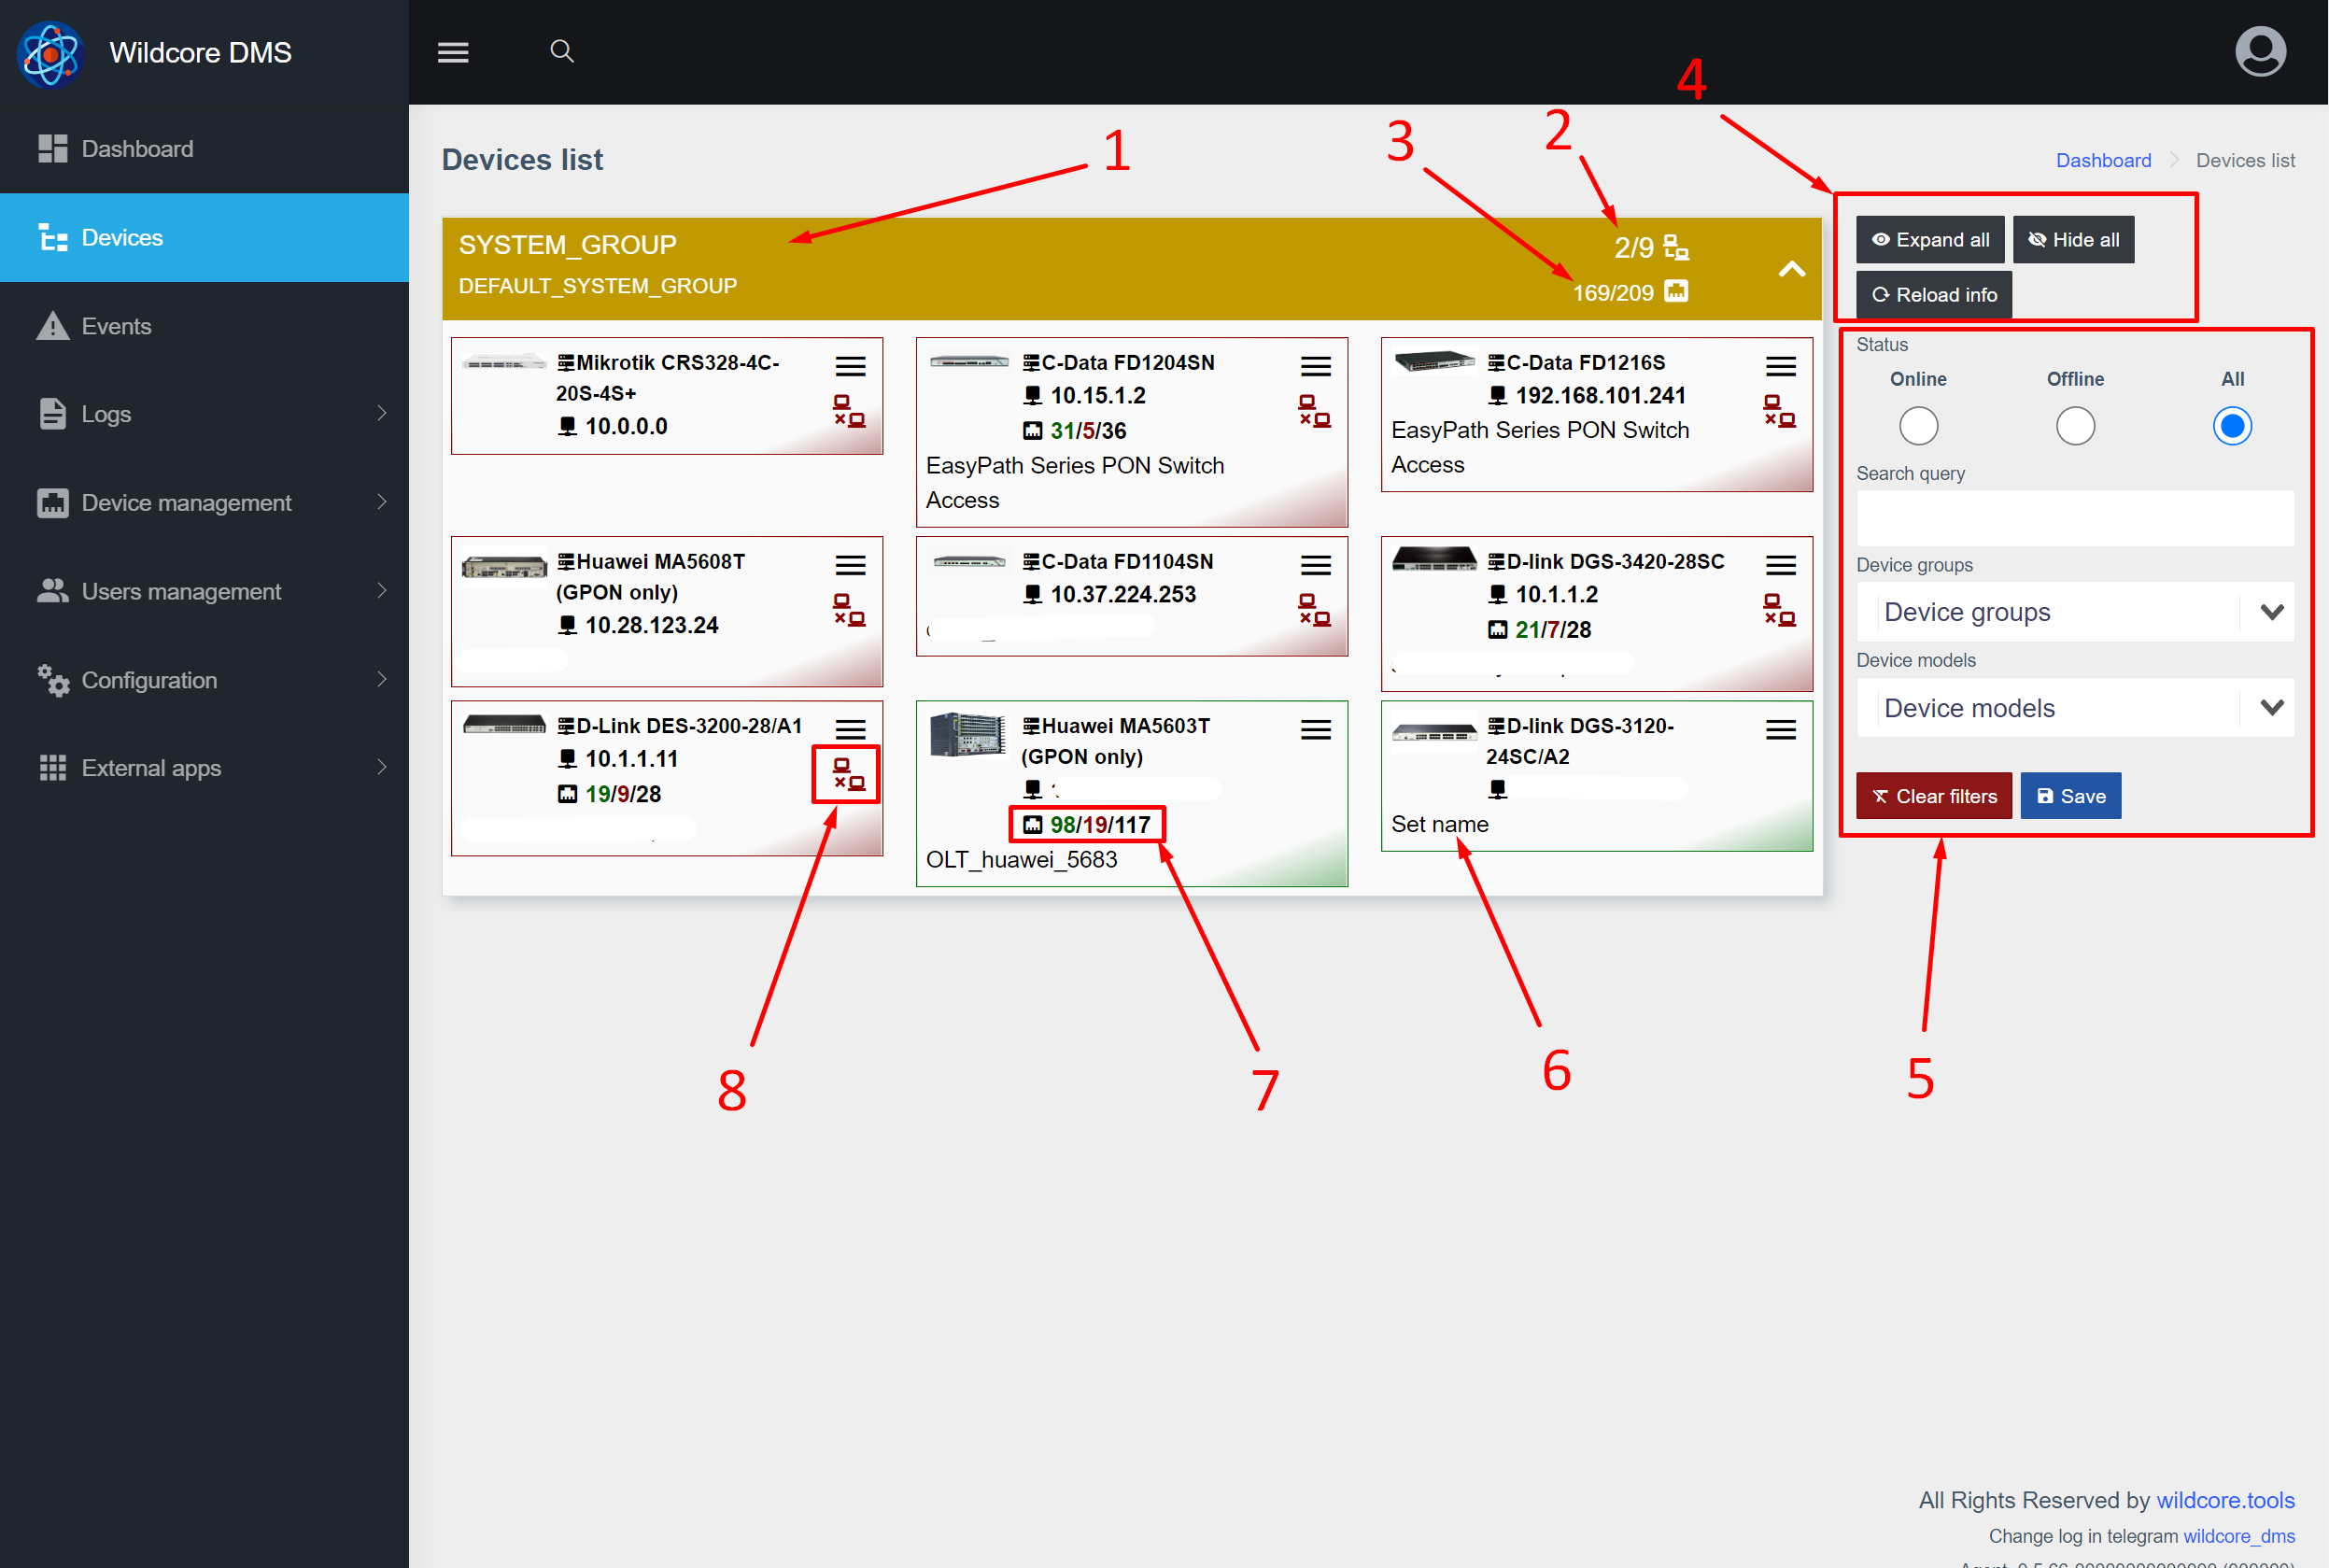 Wildcore DMS
Dashboard
Devices
Events
Logs
Device management
Users management
Configuration
External apps
Devices list
Dashboard
Devices list
1
2
3
4
SYSTEM_GROUP
DEFAULT_SYSTEM_GROUP
2/9
169/209
Expand all
Hide all
Reload info
Mikrotik CRS328-4C-
20S-4S+
10.0.0.0
C-Data FD1204SN
10.15.1.2
31/5/36
EasyPath Series PON Switch
Access
C-Data FD1216S
192.168.101.241
EasyPath Series PON Switch
Access
Huawei MA5608T
(GPON only)
10.28.123.24
C-Data FD1104SN
10.37.224.253
D-link DGS-3420-28SC
10.1.1.2
21/7/28
D-Link DES-3200-28/A1
10.1.1.11
19/9/28
Huawei MA5603T
(GPON only)
98/19/117
OLT_huawei_5683
D-link DGS-3120-
24SC/A2
Set name
Status
Online
Offline
All
Search query
Device groups
Device groups
Device models
Device models
Clear filters
Save
8
7
6
5
All Rights Reserved by wildcore.tools
Change log in telegram wildcore_dms